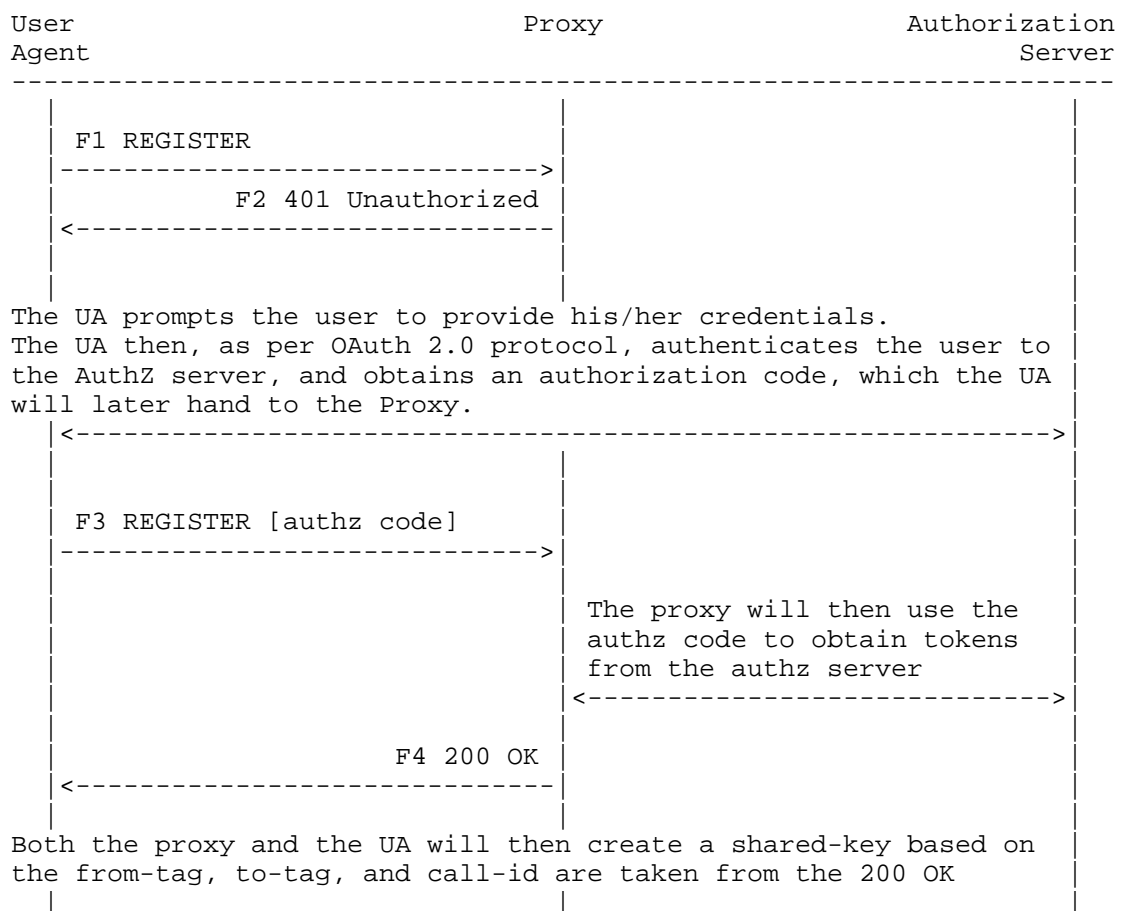 User Proxy Authorization
Agent Server
F1 REGISTER
F2 401 Unauthorized
The UA prompts the user to provide his/her credentials.
The UA then, as per OAuth 2.0 protocol, authenticates the user to
the AuthZ server, and obtains an authorization code, which the UA
will later hand to the Proxy.
F3 REGISTER [authz code]
The proxy will then use the
authz code to obtain tokens
from the authz server
F4 200 OK
Both the proxy and the UA will then create a shared-key based on
the from-tag, to-tag, and call-id are taken from the 200 OK